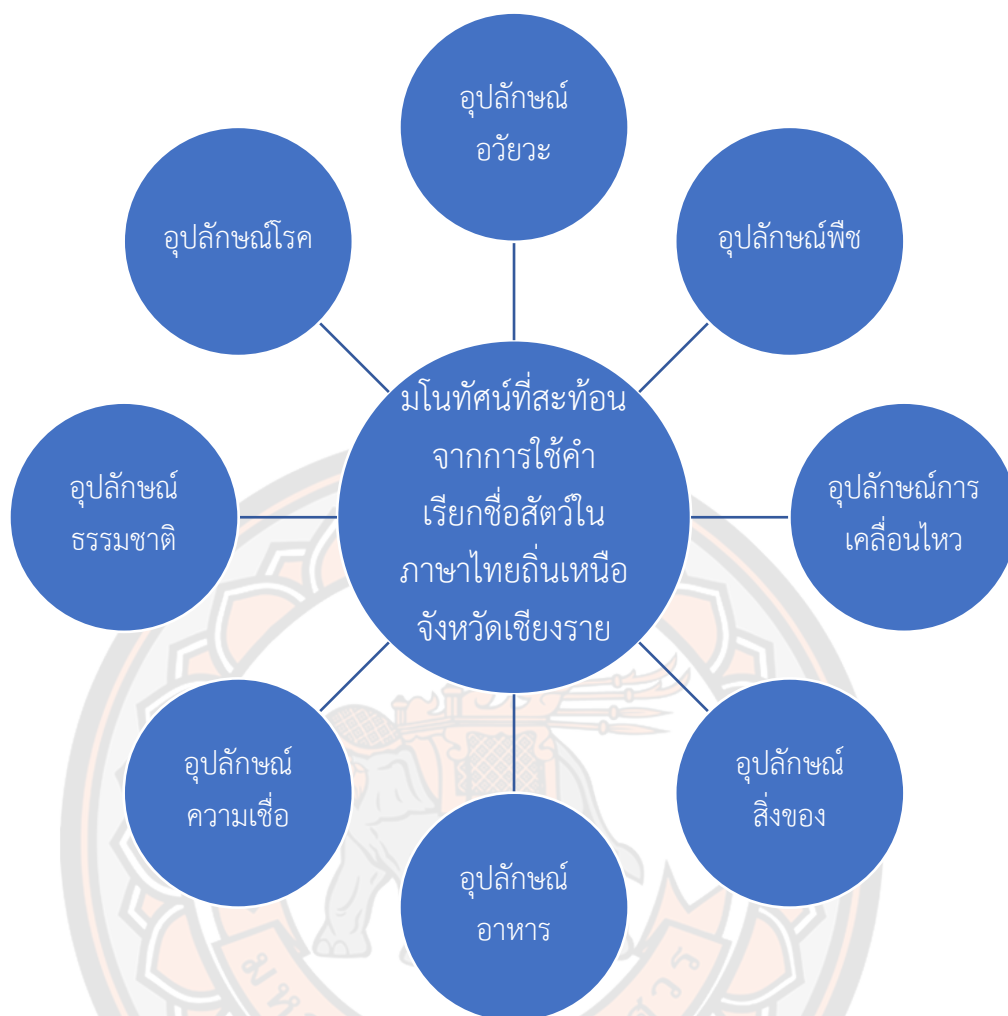 อุปลักษณ์
อวัยวะ
อุปลักษณ์โรค
อุปลักษณ์พืช
มโนทัศน์ที่สะท้อน
จากการใช้คำ
เรียกชื่อสัตว์ใน
ภาษาไทยถิ่นเหนือ
จังหวัดเชียงราย
อุปลักษณ์
ธรรมชาติ
อุปลักษณ์การ
เคลื่อนไหว
อุปลักษณ์
ความเชื่อ
อุปลักษณ์
สิ่งของ
อุปลักษณ์
อาหาร